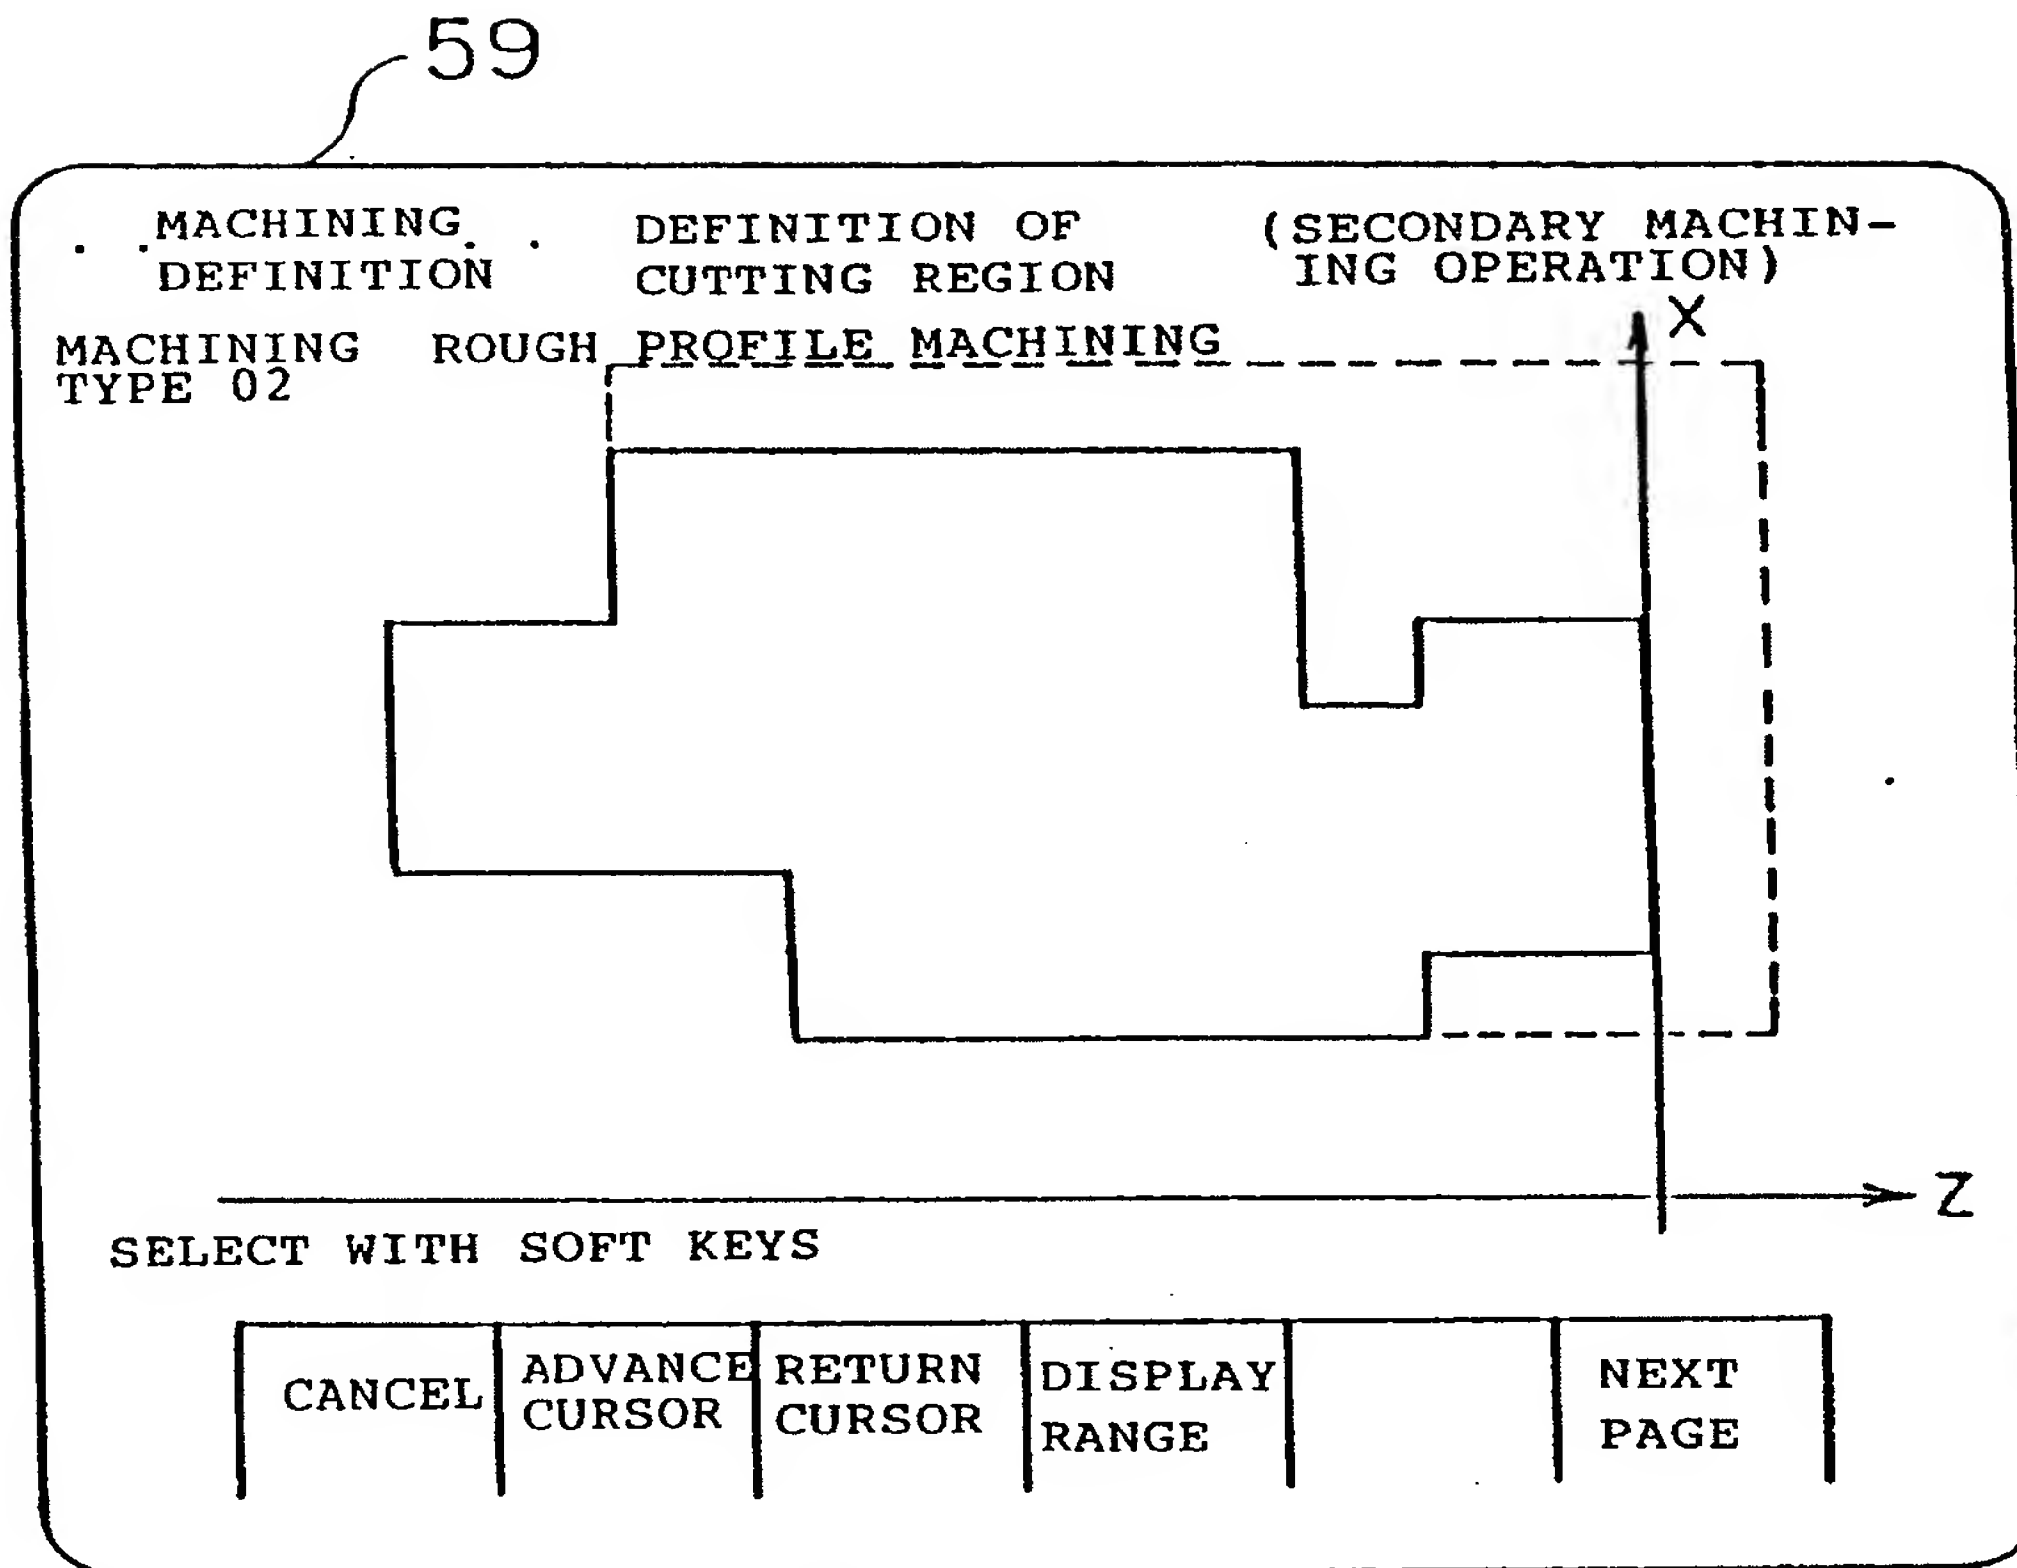 59
MACHINING DEFINITION OF (SECONDARY MACHIN-
DEFINITION CUTTING REGION ING OPERATION)
MACHINING ROUGH PROFILE MACHINING
TYPE 02
X
Z
SELECT WITH SOFT KEYS
CANCEL ADVANCE RETURN DISPLAY NEXT
CURSOR CURSOR RANGE PAGE